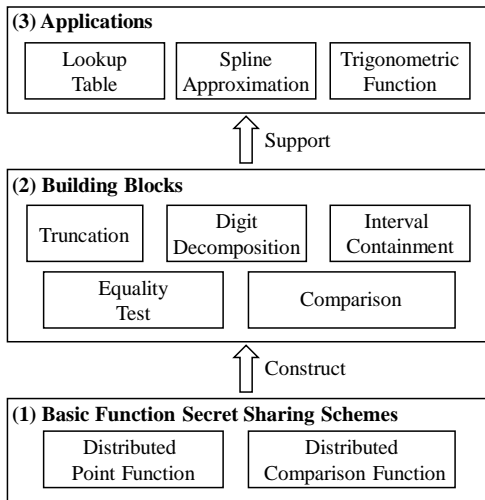 (3) Applications
Lookup
Table
Spline
Approximation
Trigonometric
Function
Support
(2) Building Blocks
Truncation
Digit
Decomposition
Interval
Containment
Equality
Test
Comparison
Construct
(1) Basic Function Secret Sharing Schemes
Distributed
Point Function
Distributed
Comparison Function